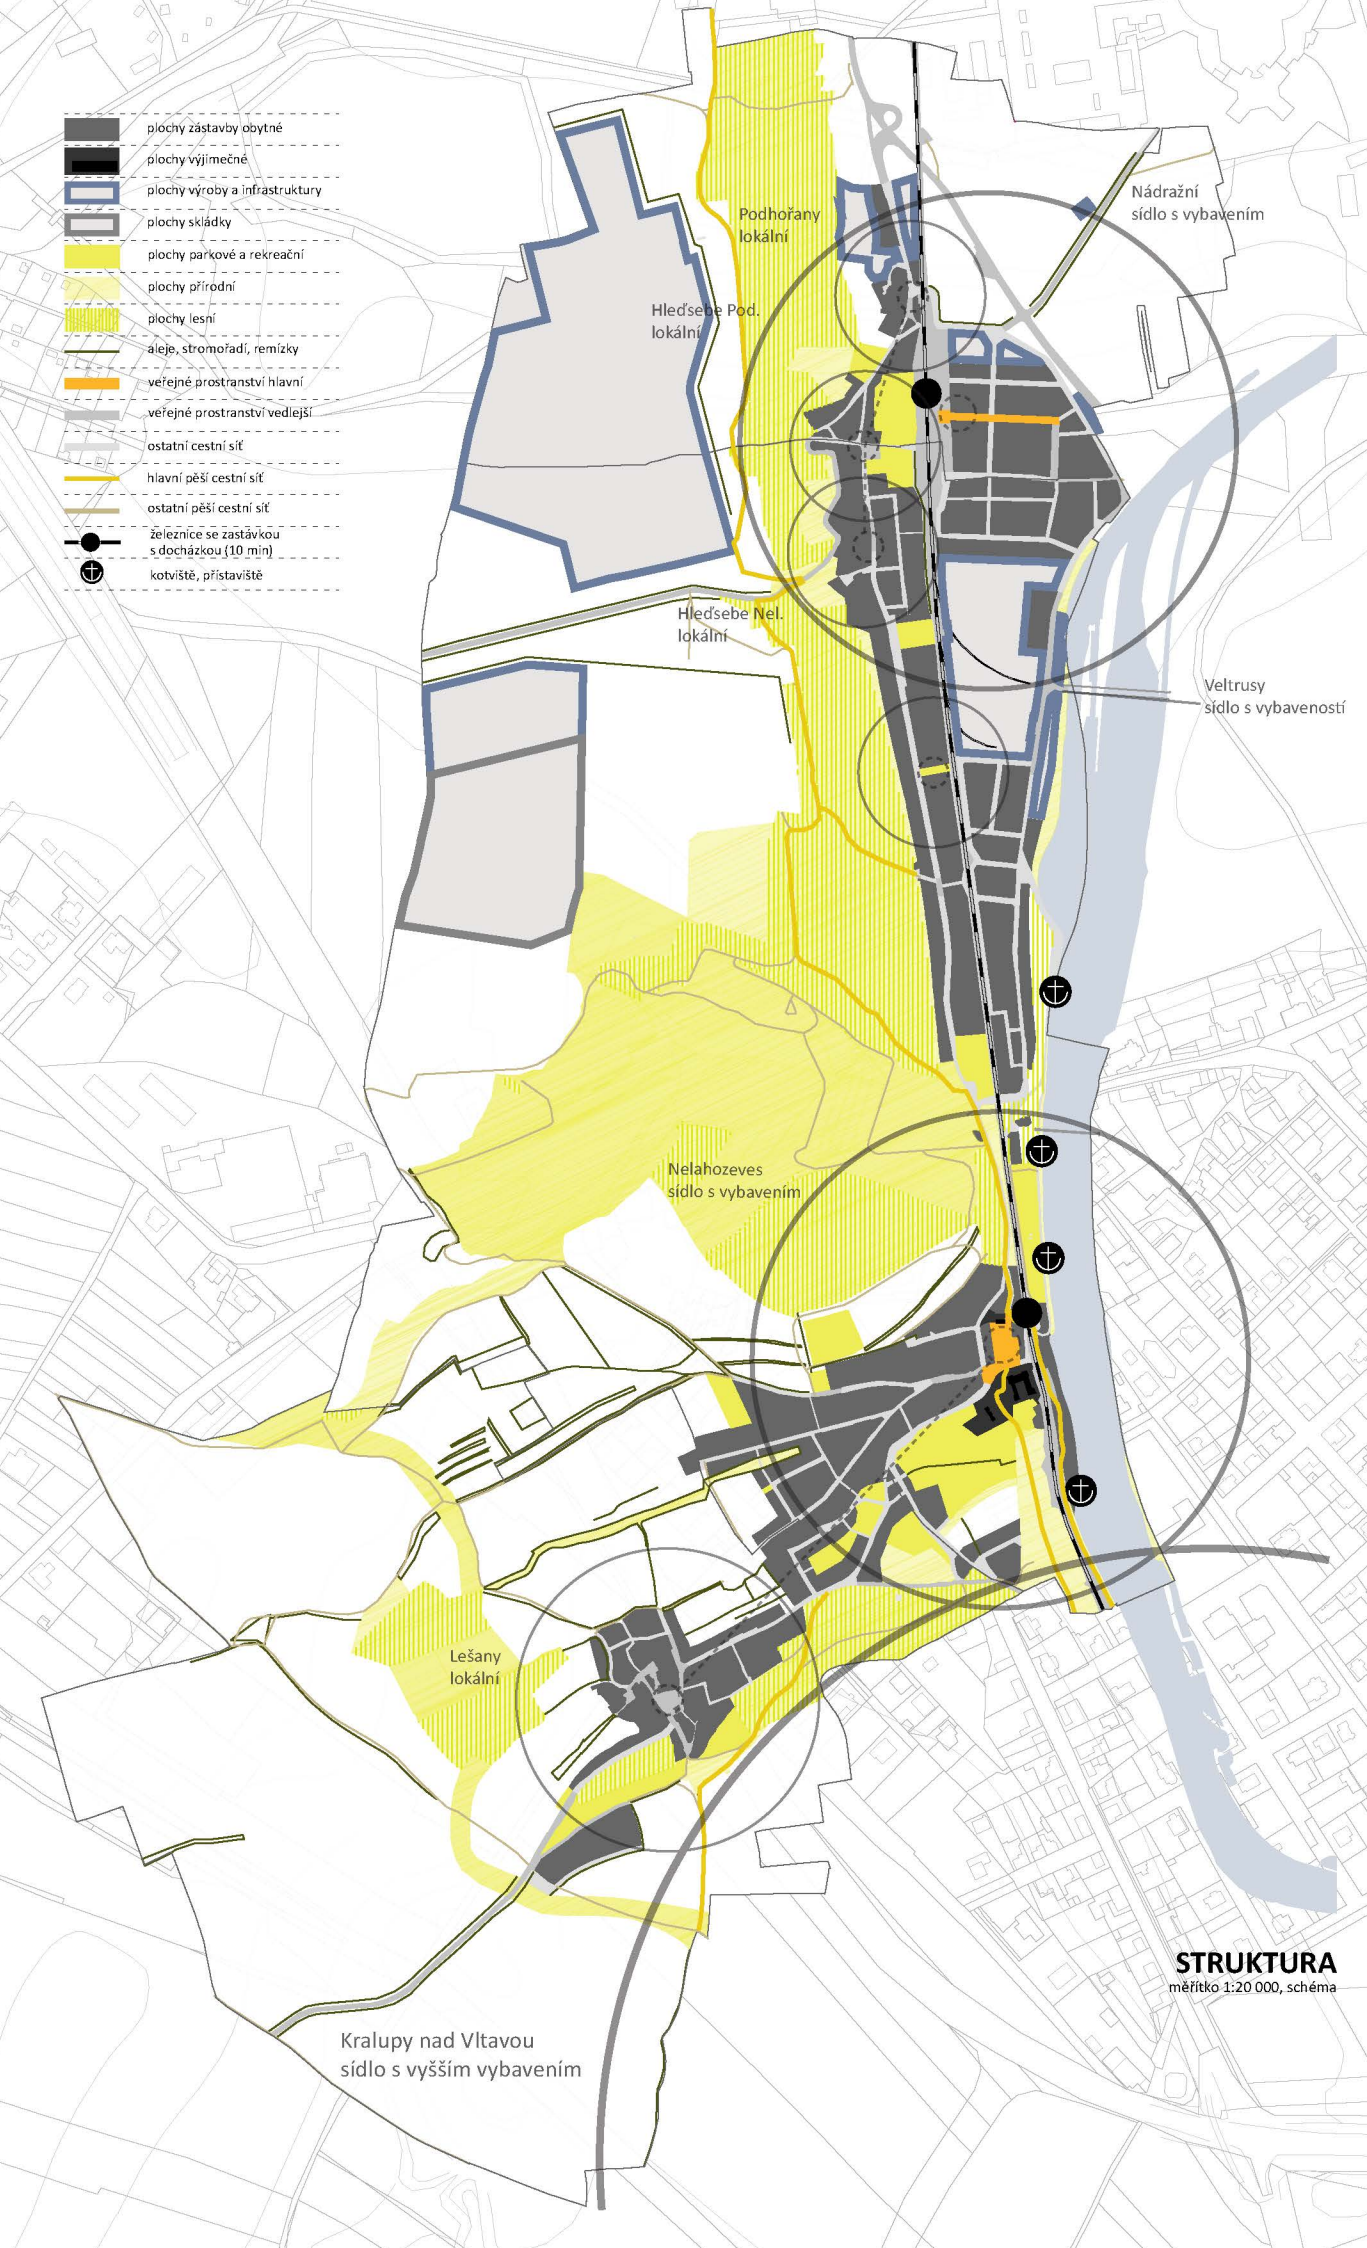 plochy zástavby obytné
plochy výjimečné
plochy výroby a infrastruktury
plochy skládky
plochy parkové a rekreační
plochy přírodní
plochy lesní
aleje, stromořadí, remízky
veřejné prostranství hlavní
veřejné prostranství vedlejší
ostatní cestní síť
hlavní pěší cestní síť
ostatní pěší cestní síť
železnice se zastávkou
s docházkou (10 min)
kotviště, přístaviště
Nádražní
sídlo s vybavením
Podhořany
lokální
Hleďsebe Pod.
lokální
Hleďsebe Nel.
lokální
Veltrusy
sídlo s vybaveností
Nelahozeves
sídlo s vybavením
Lešany
lokální
Kralupy nad Vltavou
sídlo s vyšším vybavením
STRUKTURA
měřítko 1:20 000, schéma